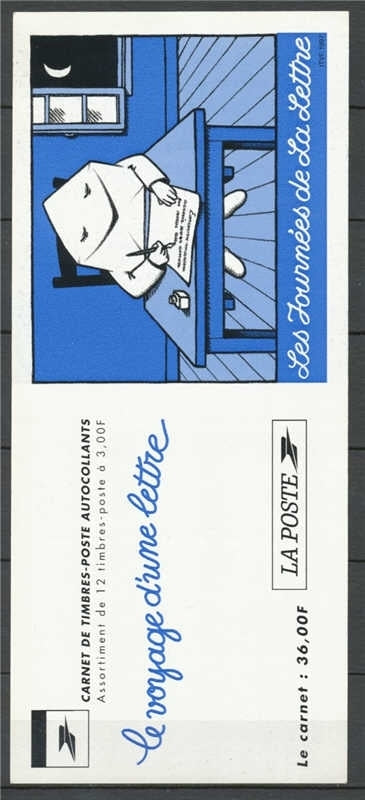 CARNET DE TIMBRES-POSTE AUTOCOLLANTS
Assortiment de 12 timbres-poste à 3,00F
le voyage d'une lettre
LA POSTE
Le carnet : 36,00F
Les Journées de La Lettre